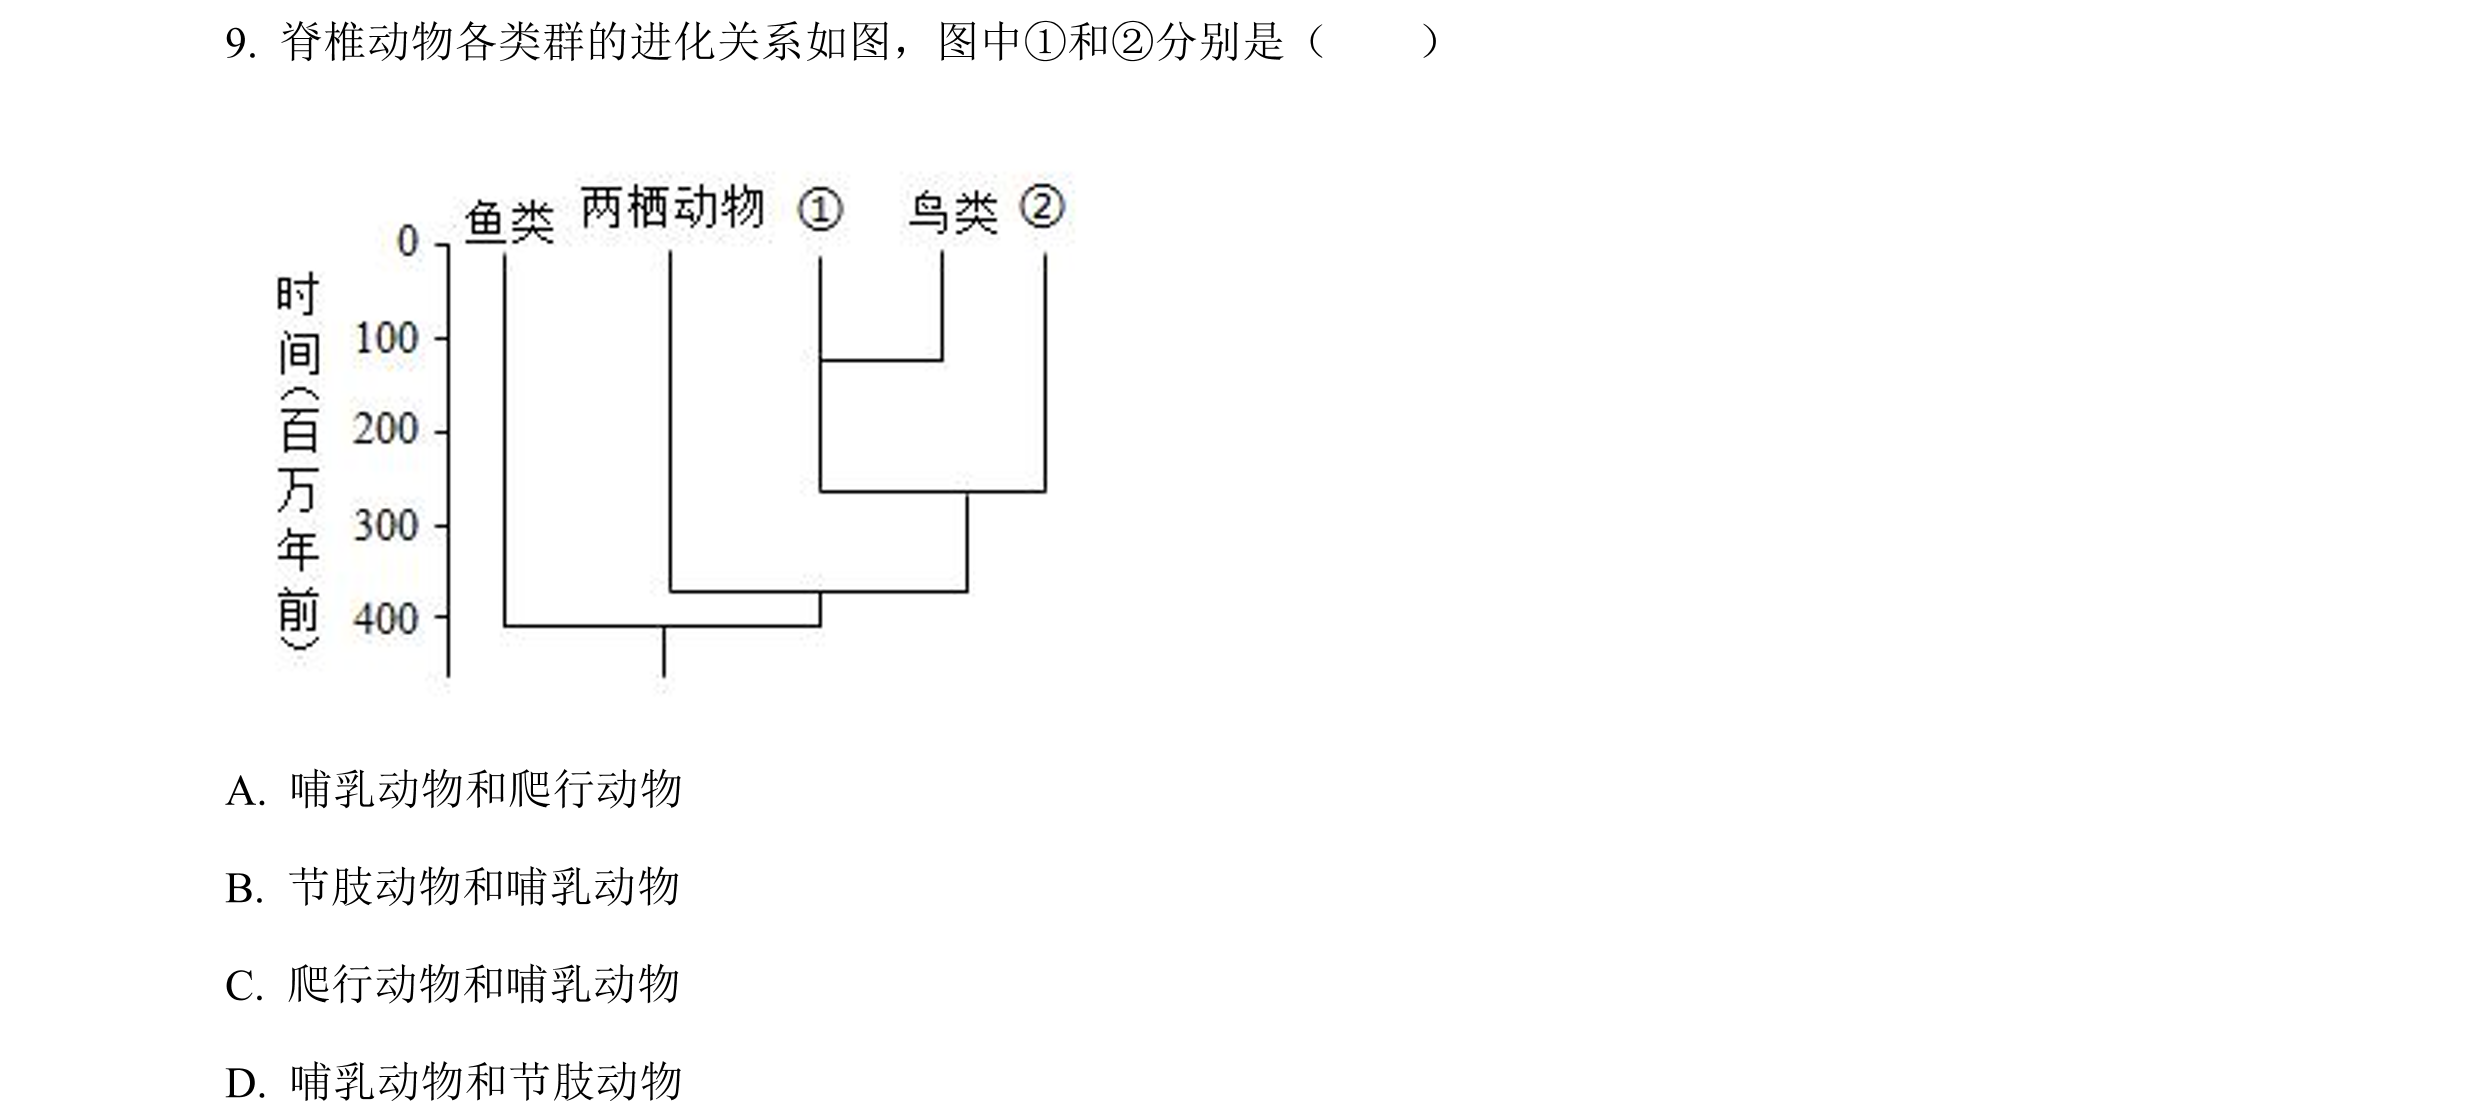 9. 脊椎动物各类群的进化关系如图，图中①和②分别是（　　）
鱼类 两栖动物 ① 鸟类 ②
0
100
200
300
400
时间（百万年前）
A. 哺乳动物和爬行动物
B. 节肢动物和哺乳动物
C. 爬行动物和哺乳动物
D. 哺乳动物和节肢动物